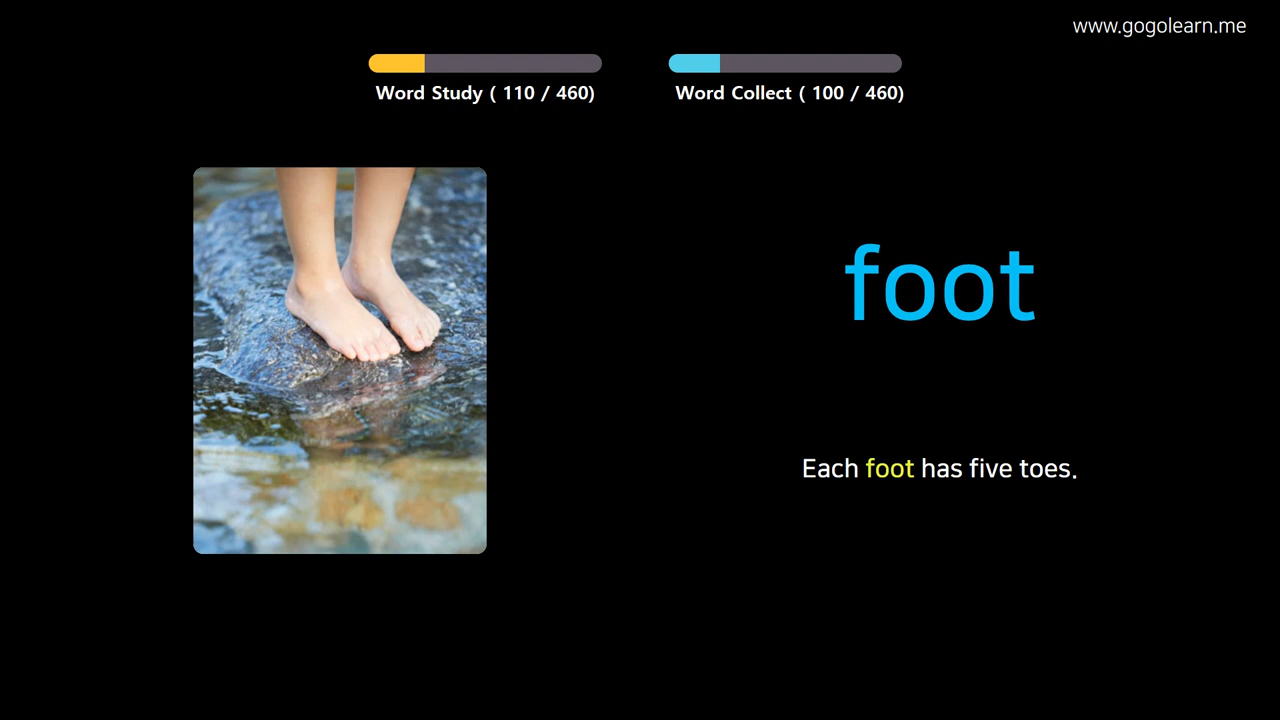 www.gogolearn.me
Word Study ( 110 / 460)
Word Collect ( 100 / 460)
foot
Each foot has five toes.